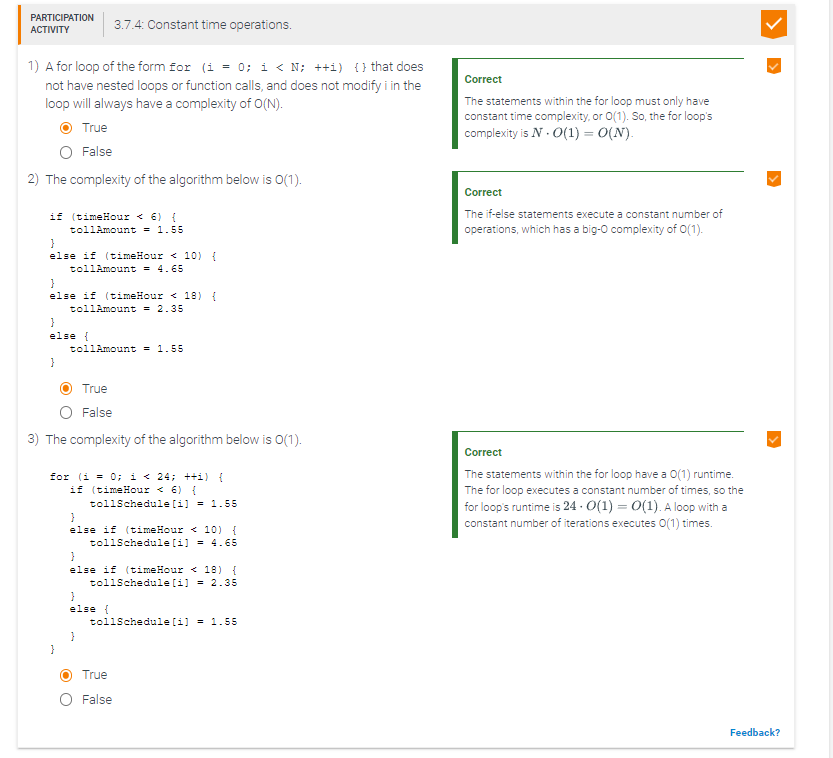 PARTICIPATION
ACTIVITY
3.7.4: Constant time operations.
1) A for loop of the form for (i = 0; i < N; ++i) {} that does
not have nested loops or function calls, and does not modify i in the
loop will always have a complexity of O(N).
True
False
Correct
The statements within the for loop must only have
constant time complexity, or O(1). So, the for loop's
complexity is N · O(1) = O(N).
2) The complexity of the algorithm below is O(1).
if (timeHour < 6) {
tollAmount = 1.55
}
else if (timeHour < 10) {
tollAmount = 4.65
}
else if (timeHour < 18) {
tollAmount = 2.35
}
else {
tollAmount = 1.55
}
True
False
Correct
The if-else statements execute a constant number of
operations, which has a big-O complexity of O(1).
3) The complexity of the algorithm below is O(1).
for (i = 0; i < 24; ++i) {
if (timeHour < 6) {
tollSchedule[i] = 1.55
}
else if (timeHour < 10) {
tollSchedule[i] = 4.65
}
else if (timeHour < 18) {
tollSchedule[i] = 2.35
}
else {
tollSchedule[i] = 1.55
}
}
True
False
Correct
The statements within the for loop have a O(1) runtime.
The for loop executes a constant number of times, so the
for loop's runtime is 24 · O(1) = O(1). A loop with a
constant number of iterations executes O(1) times.
Feedback?